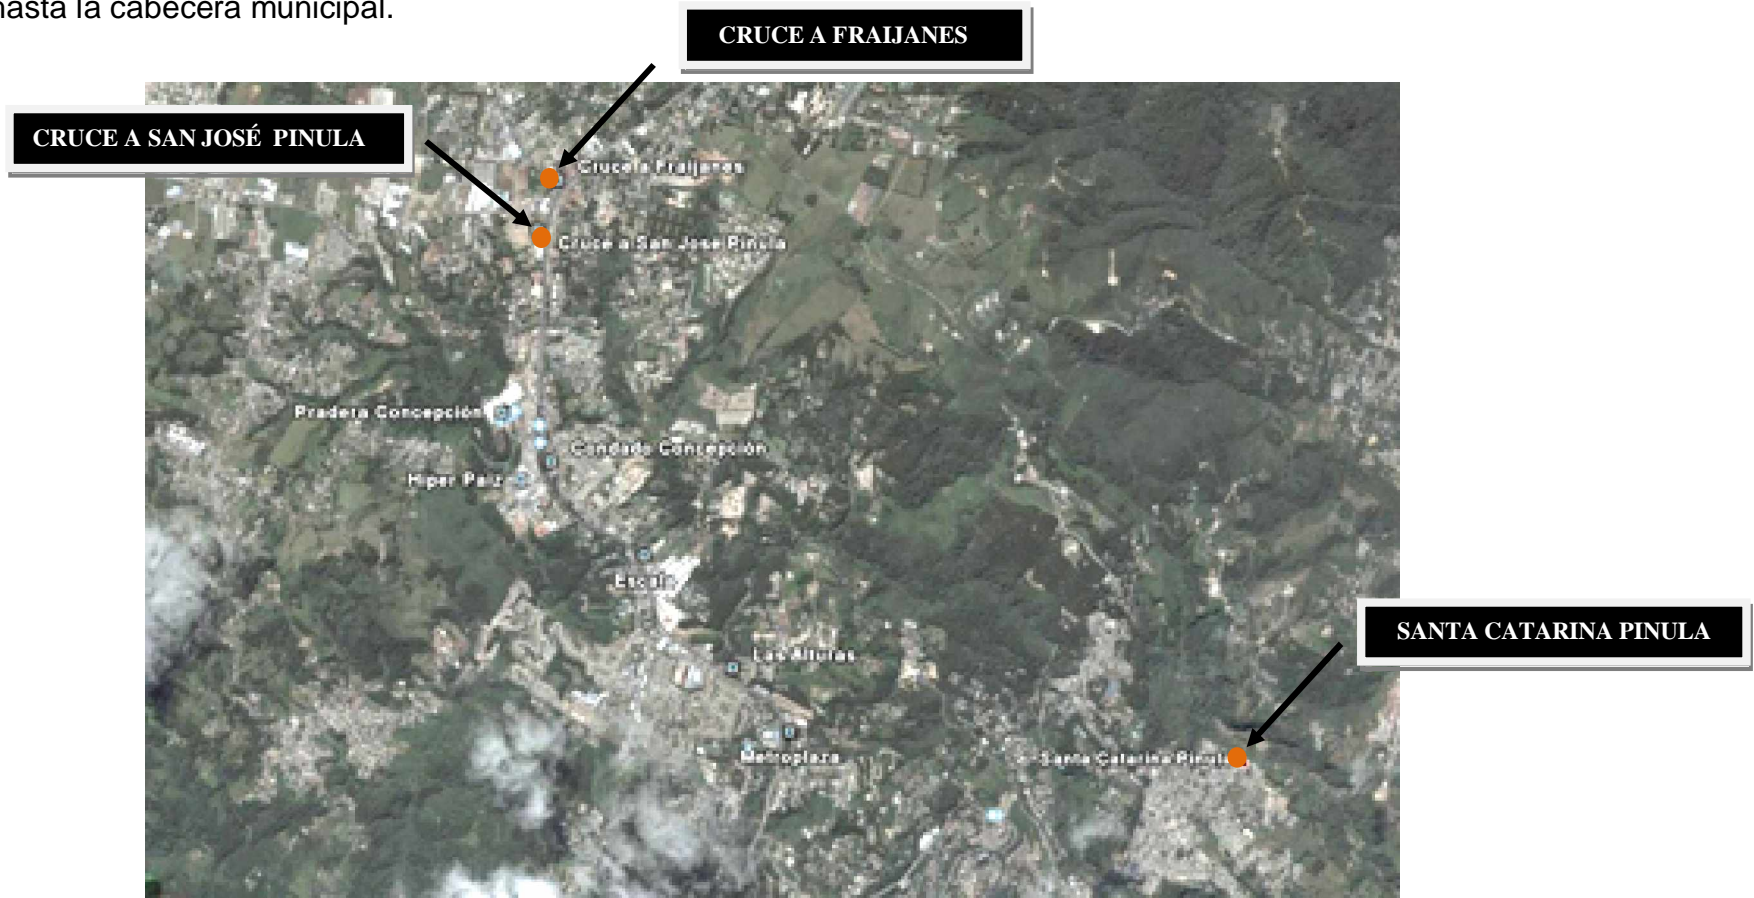 hasta la cabecera municipal.
CRUCE A FRAIJANES
CRUCE A SAN JOSÉ PINULA
Cruce a Fraijanes
Cruce a San Jose Pinula
Pradera Concepción
Condado Concepción
Hiper Paiz
Escala
SANTA CATARINA PINULA
Las Alturas
Metroplaza
Santa Catarina Pinula